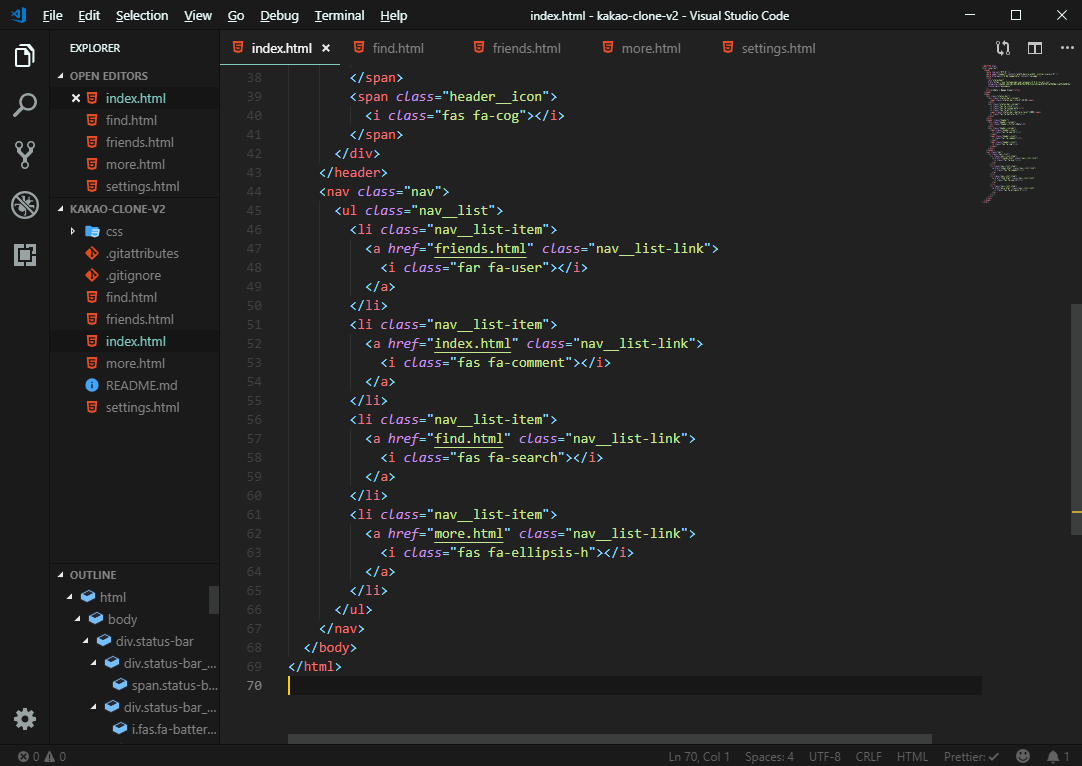 File Edit Selection View Go Debug Terminal Help index.html - kakao-clone-v2 - Visual Studio Code
EXPLORER
OPEN EDITORS
index.html
find.html
friends.html
more.html
settings.html
KAKAO-CLONE-V2
css
.gitattributes
.gitignore
find.html
friends.html
index.html
more.html
README.md
settings.html
OUTLINE
html
body
div.status-bar
div.status-bar_...
span.status-b...
div.status-bar_...
i.fas.fa-batter...
index.html find.html friends.html more.html settings.html
38 </span>
39 <span class="header__icon">
40 <i class="fas fa-cog"></i>
41 </span>
42 </div>
43 </header>
44 <nav class="nav">
45 <ul class="nav__list">
46 <li class="nav__list-item">
47 <a href="friends.html" class="nav__list-link">
48 <i class="far fa-user"></i>
49 </a>
50 </li>
51 <li class="nav__list-item">
52 <a href="index.html" class="nav__list-link">
53 <i class="fas fa-comment"></i>
54 </a>
55 </li>
56 <li class="nav__list-item">
57 <a href="find.html" class="nav__list-link">
58 <i class="fas fa-search"></i>
59 </a>
60 </li>
61 <li class="nav__list-item">
62 <a href="more.html" class="nav__list-link">
63 <i class="fas fa-ellipsis-h"></i>
64 </a>
65 </li>
66 </ul>
67 </nav>
68 </body>
69 </html>
70
0 0 Ln 70, Col 1 Spaces: 4 UTF-8 CRLF HTML Prettier: ✓ 1